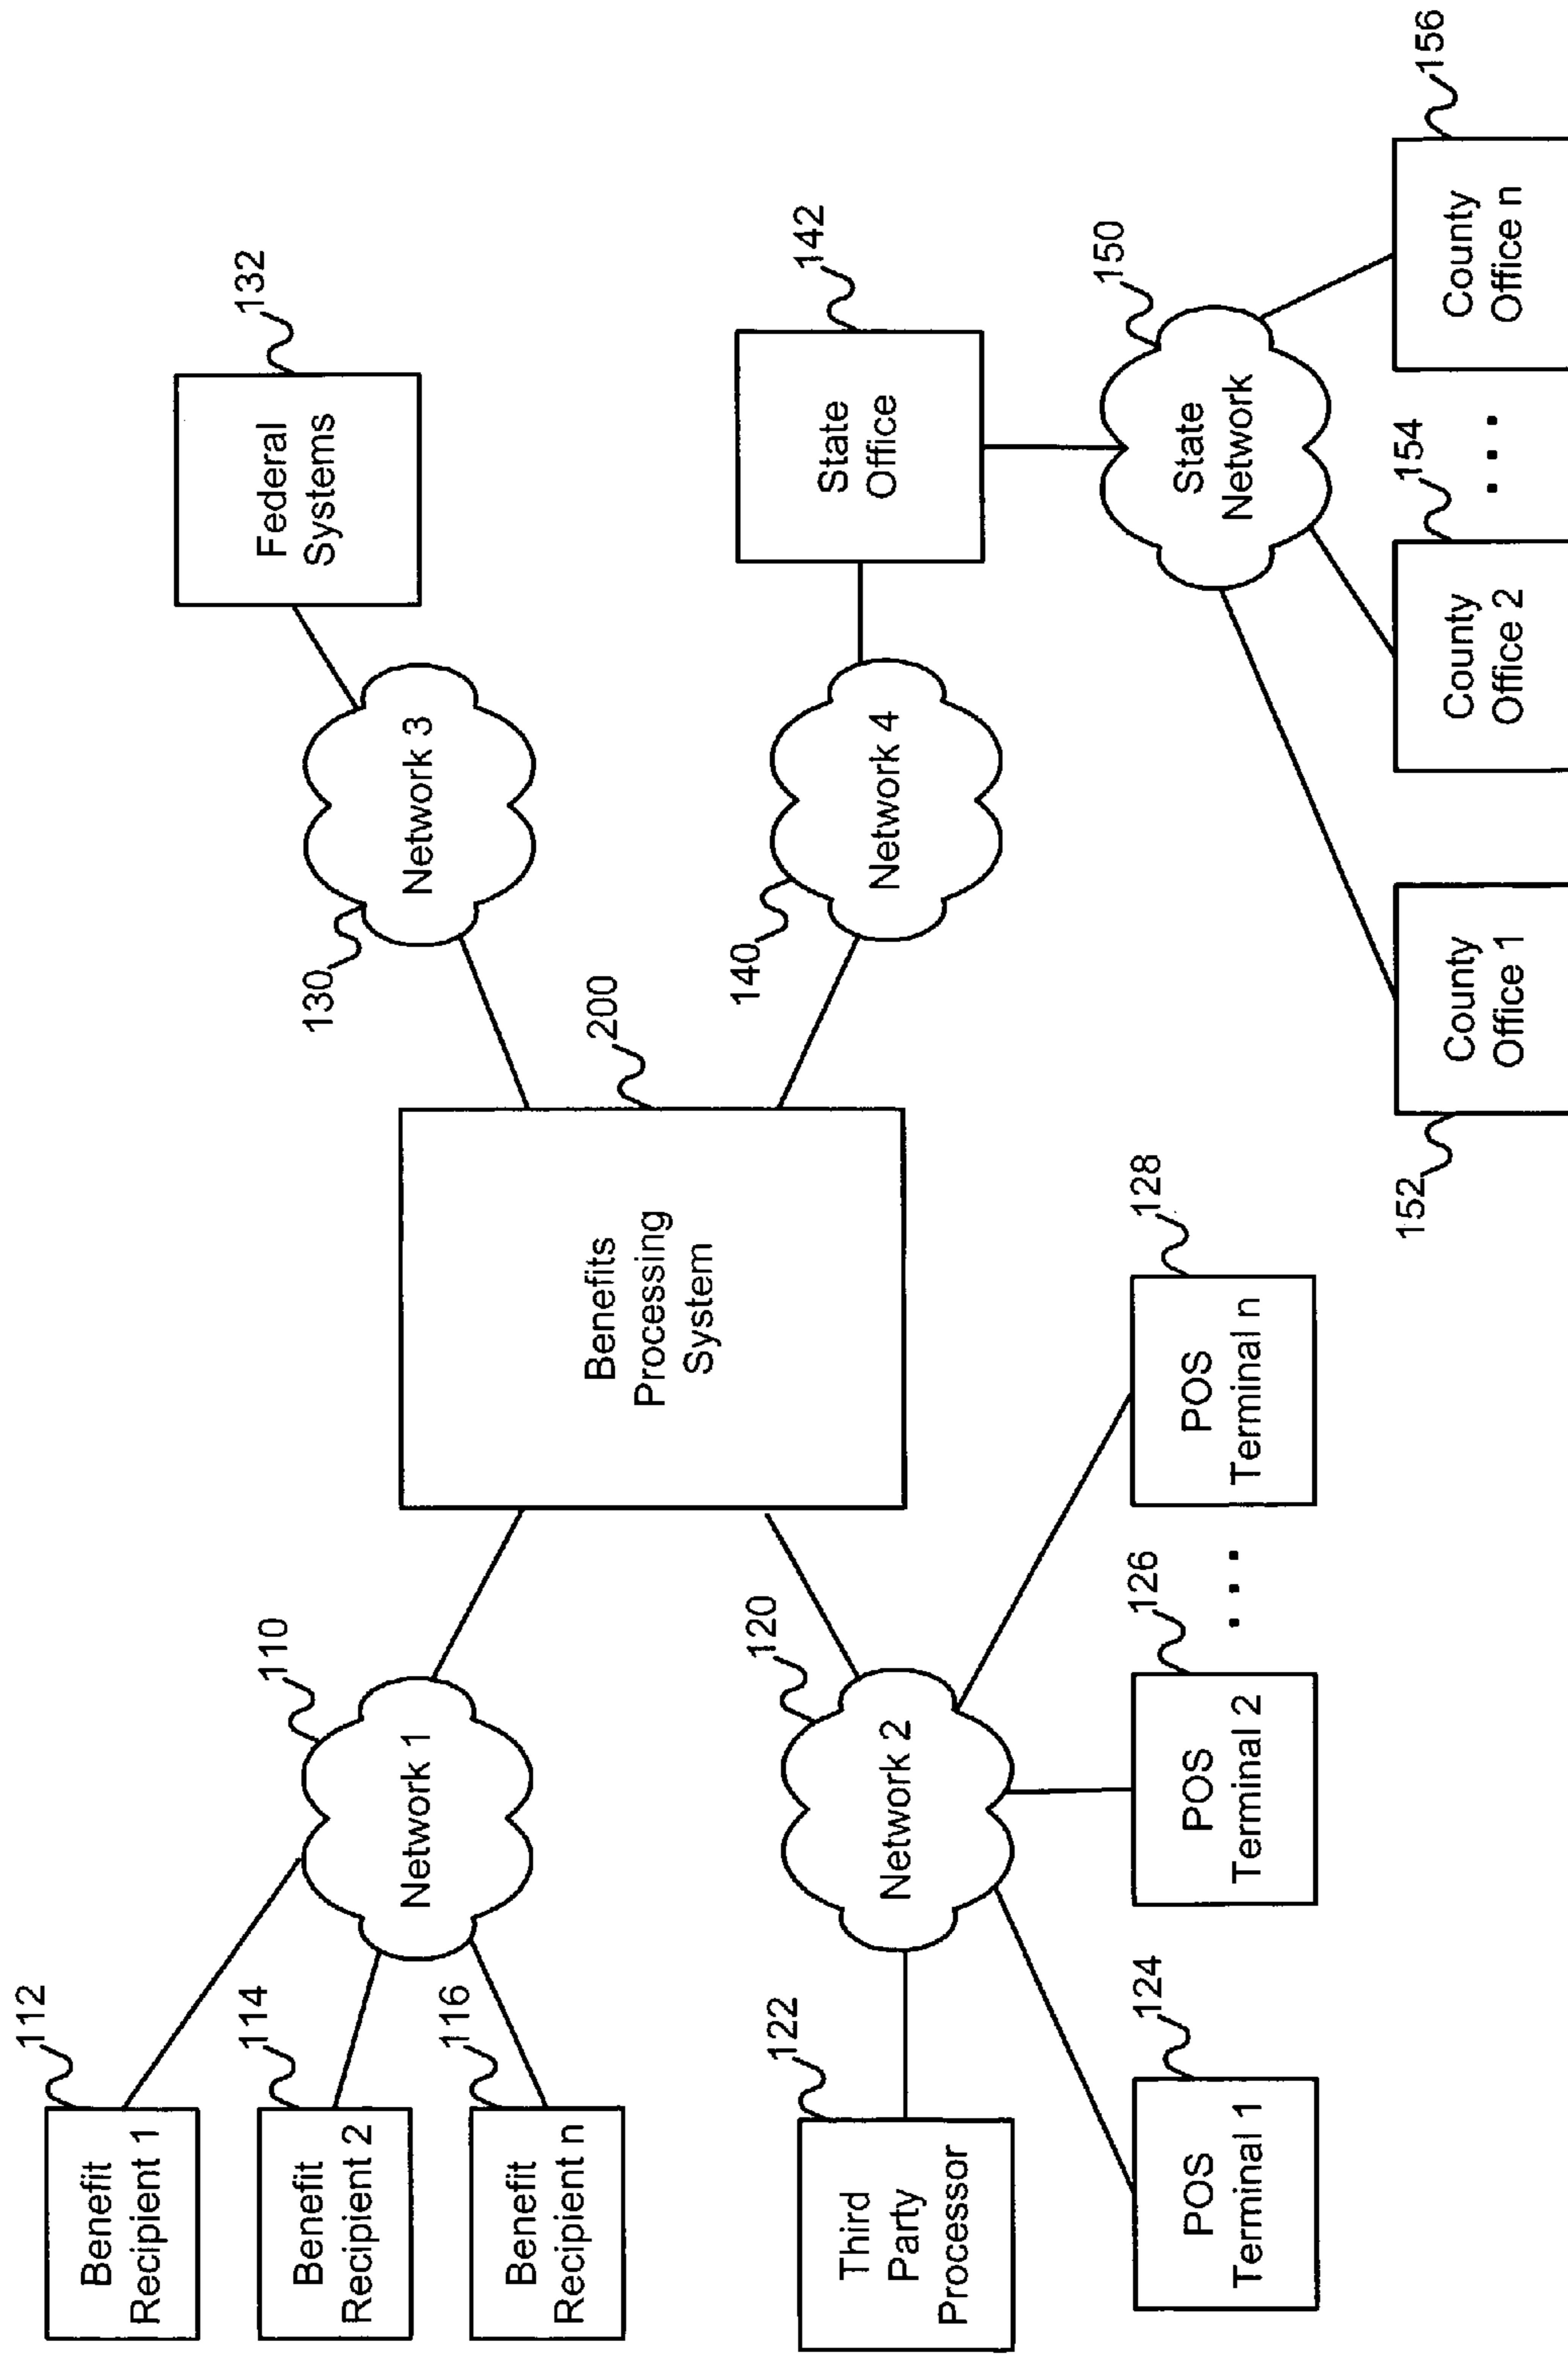 112
Benefit
Recipient 1
114
Benefit
Recipient 2
116
Benefit
Recipient n
110
Network 1
Benefits
Processing
System
200
130
Network 3
Federal
Systems
132
122
Third
Party
Processor
120
Network 2
124
POS
Terminal 1
126
POS
Terminal 2
. . .
128
POS
Terminal n
140
Network 4
State
Office
142
State
Network
150
152
County
Office 1
154
County
Office 2
. . .
156
County
Office n